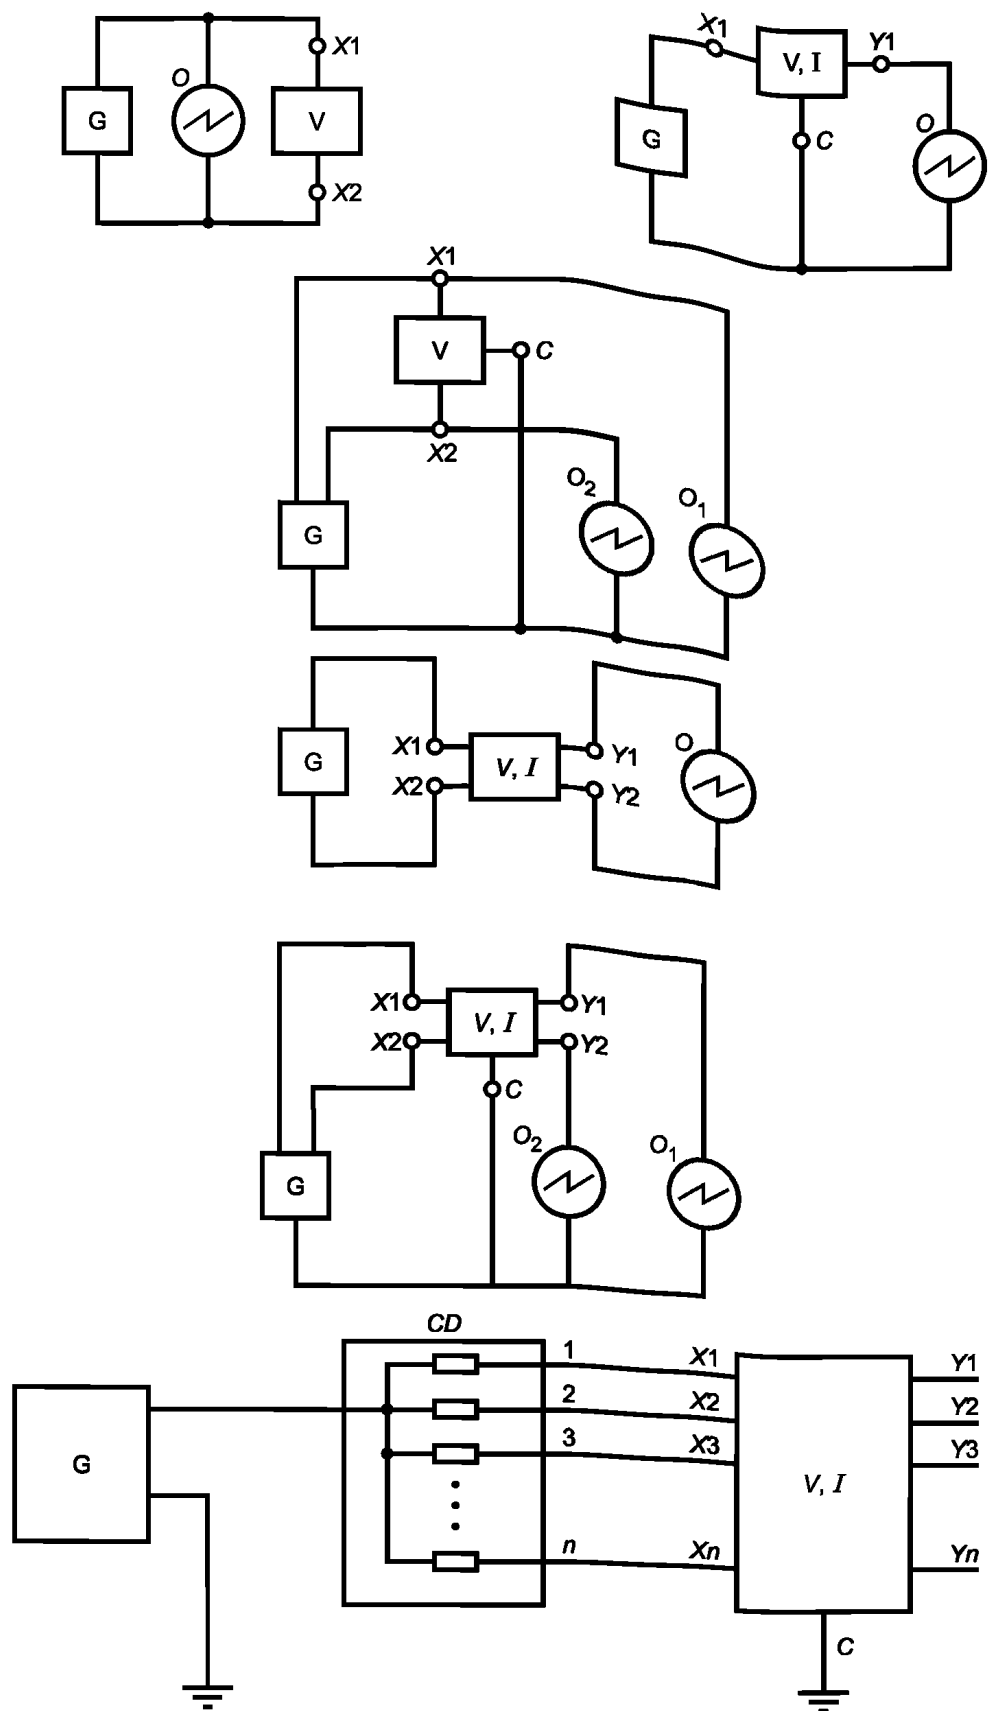 G
O
V
X1
X2
X1
V, I
Y1
G
C
O
X1
V
C
X2
G
O2
O1
G
X1
X2
V, I
Y1
Y2
O
X1
X2
V, I
Y1
Y2
C
G
O2
O1
CD
G
1
2
3
n
X1
X2
X3
Xn
V, I
Y1
Y2
Y3
Yn
C